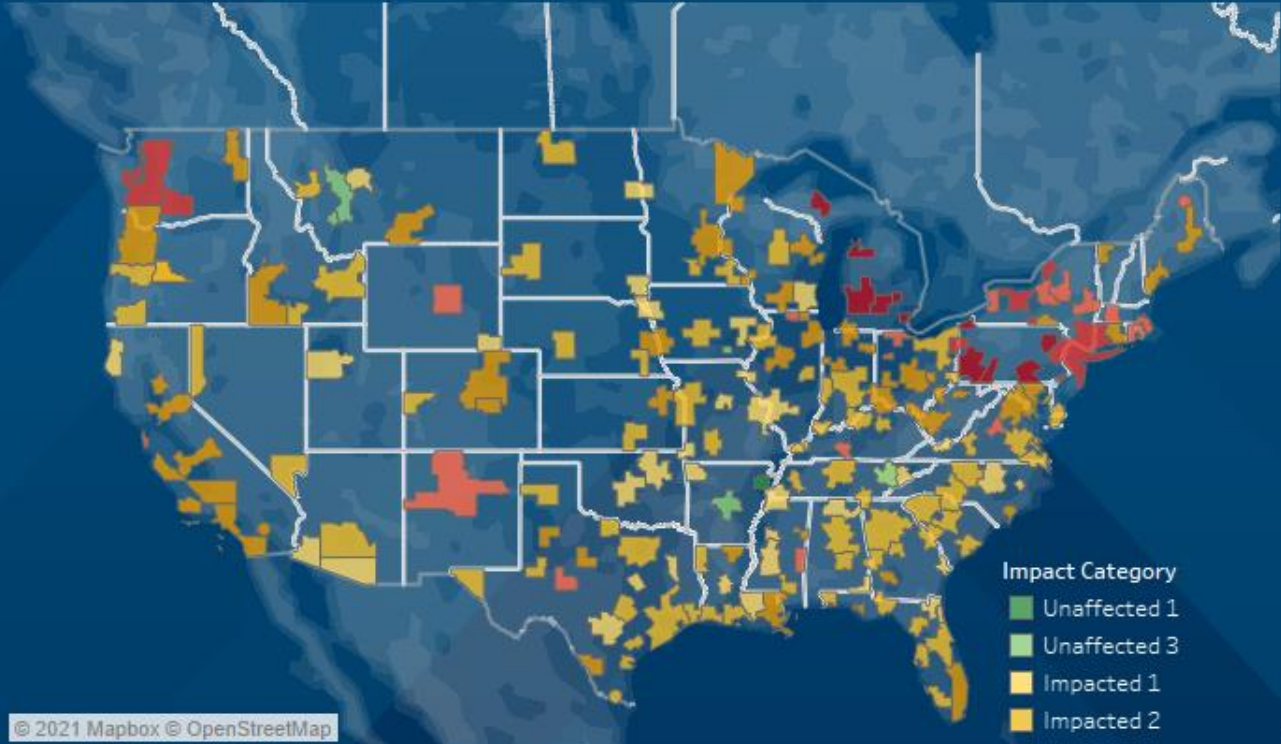 Impact Category
Unaffected 1
Unaffected 3
Impacted 1
Impacted 2
© 2021 Mapbox © OpenStreetMap